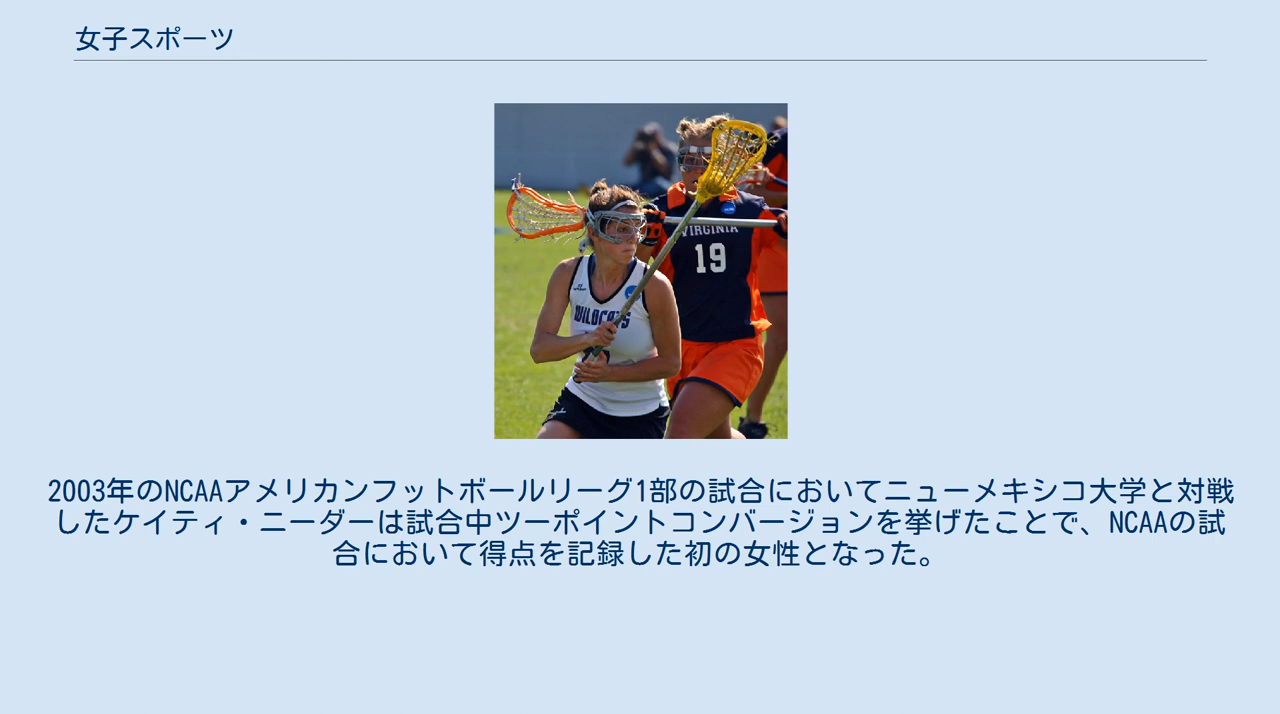 女子スポーツ
VIRGINIA
19
WILDCATS
2003年のNCAAアメリカンフットボールリーグ1部の試合においてニューメキシコ大学と対戦
したケイティ・ニーダーは試合中ツーポイントコンバージョンを挙げたことで、NCAAの試
合において得点を記録した初の女性となった。